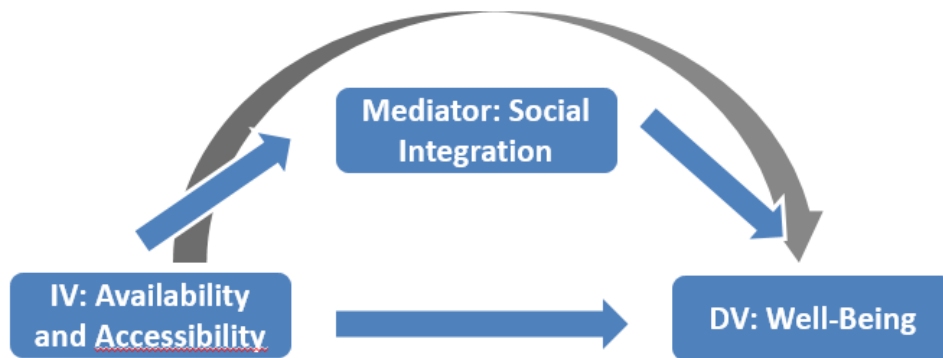 Mediator: Social
Integration
IV: Availability
and Accessibility
DV: Well-Being